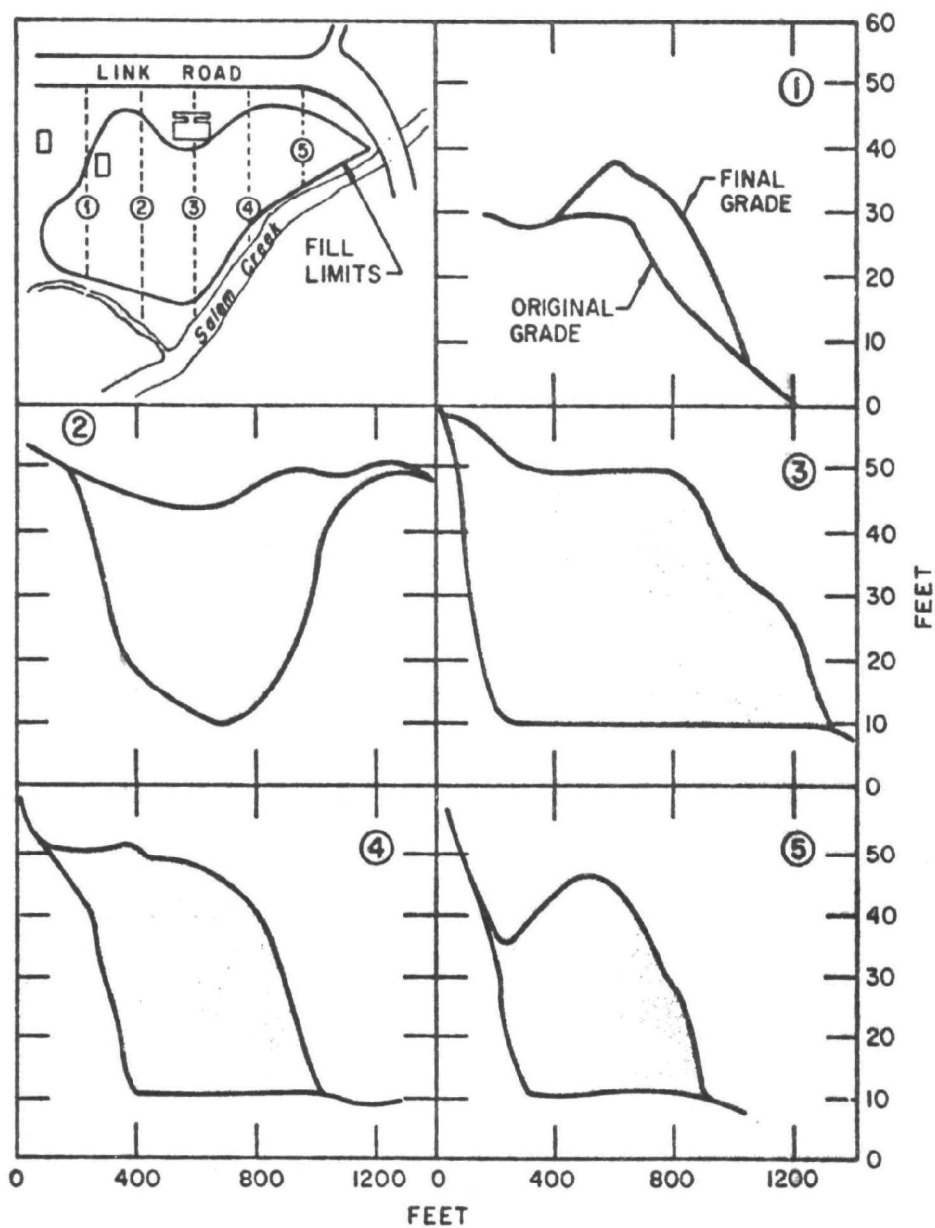 LINK ROAD
①
②
③
④
⑤
Salem Creek
FILL
LIMITS
①
FINAL
GRADE
ORIGINAL
GRADE
60
50
40
30
20
10
0
②
③
50
40
30
20
10
0
FEET
④
⑤
50
40
30
20
10
0
0 400 800 1200 0 400 800 1200
FEET